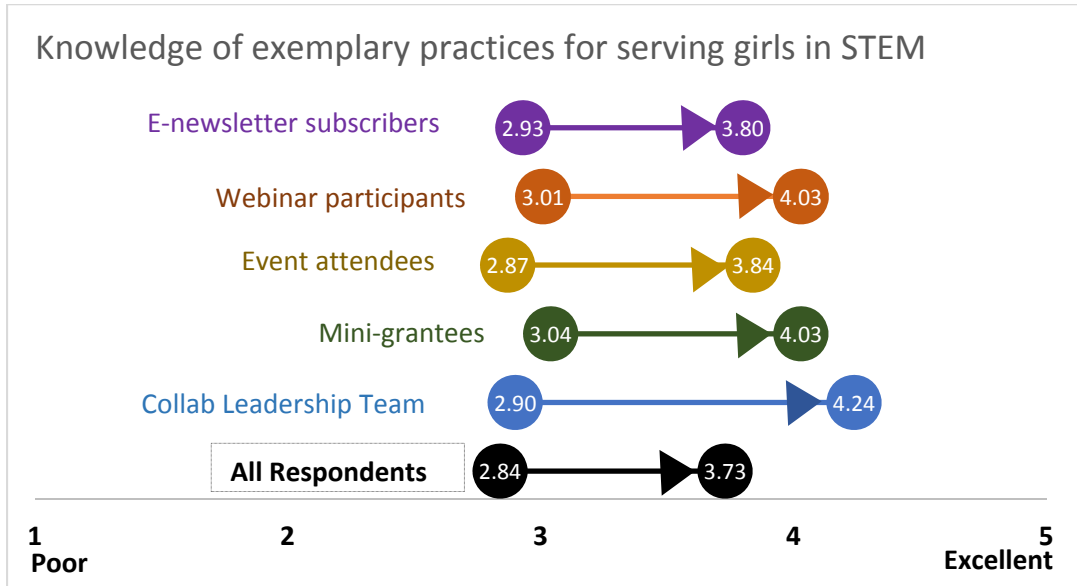 Knowledge of exemplary practices for serving girls in STEM
E-newsletter subscribers 2.93 3.80
Webinar participants 3.01 4.03
Event attendees 2.87 3.84
Mini-grantees 3.04 4.03
Collab Leadership Team 2.90 4.24
All Respondents 2.84 3.73
1 2 3 4 5
Poor Excellent